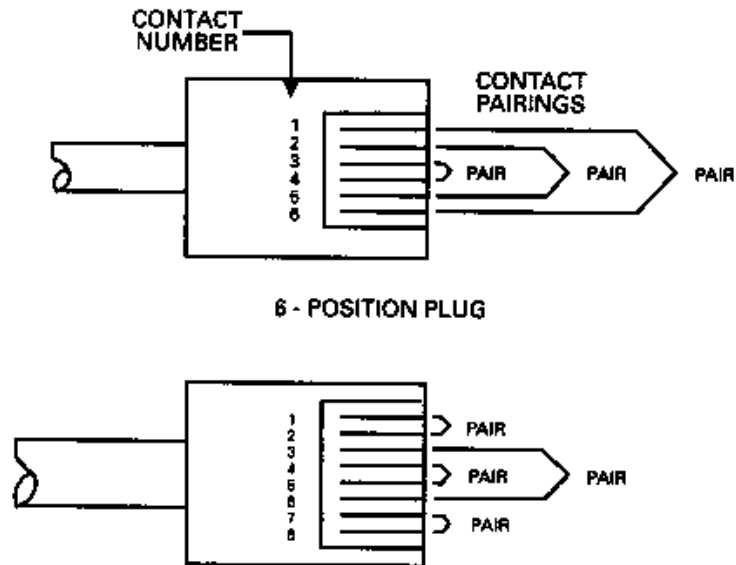 CONTACT
NUMBER
CONTACT
PAIRINGS
1
2
3
4
5
6
PAIR
PAIR
PAIR
6 - POSITION PLUG
1
2
3
4
5
6
7
8
PAIR
PAIR
PAIR
PAIR